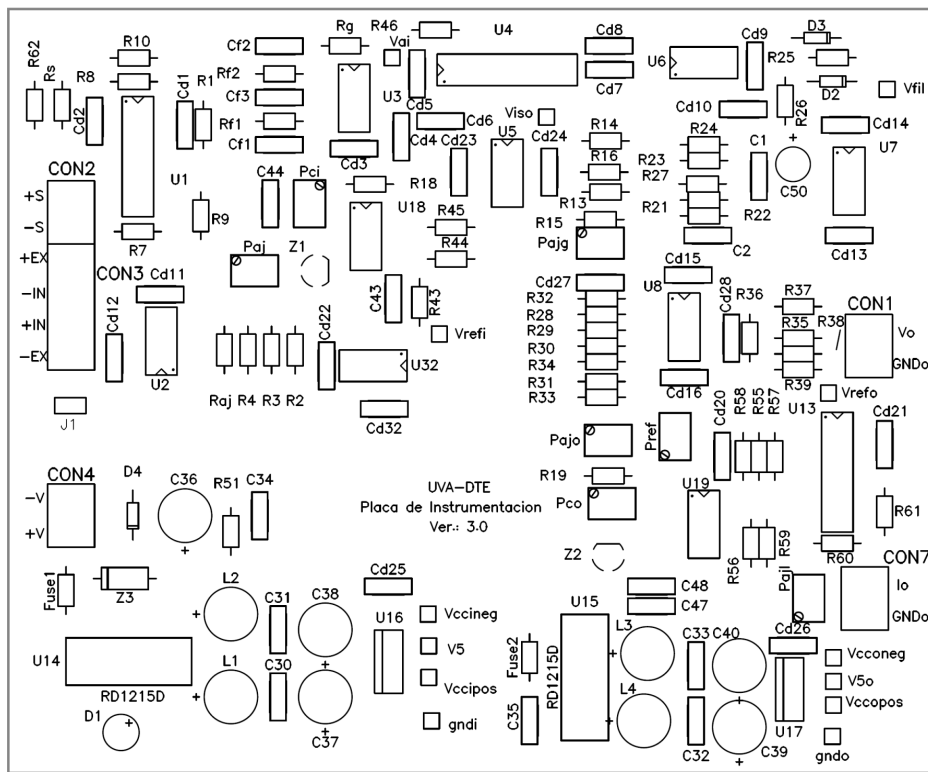 R62
Rs
R10
R8
Cd2
Cd1
R1
U1
R7
R9
Cf2
Rf2
Cf3
Rf1
Cf1
Rg
R46
Vai
U4
U3
Cd5
Cd3
Cd4
Cd6
Cd23
U5
Viso
Cd24
Cd8
Cd7
U6
Cd9
R25
D3
D2
Vfil
Cd10
R26
Cd14
U7
R14
R16
R13
R15
Pajg
R24
R23
R27
R21
C1
R22
C2
C50
Cd13
CON2
+S
-S
+EX
-IN
+IN
-EX
CON3
Cd11
Cd12
U2
J1
C44
Pci
R18
U18
R45
R44
Paj
Z1
C43
R43
Vrefi
Cd22
U32
Cd32
Raj
R4
R3
R2
Cd27
R32
R28
R29
R30
R34
R31
R33
Cd15
U8
Cd28
R36
Cd16
R37
R35
R38
R39
CON1
Vo
GNDo
Vrefo
U13
Cd21
Pajo
Pref
Cd20
R58
R55
R57
R19
Pco
U19
R61
R60
R56
R59
Z2
CON4
-V
+V
D4
C36
R51
C34
UVA-DTE
Placa de Instrumentacion
Ver.: 3.0
Fuse1
Z3
L2
C31
C38
Cd25
U16
Vccineg
V5
Vccipos
gndi
U14
RD1215D
D1
L1
C30
C37
U15
RD1215D
Fuse2
C35
C48
C47
L3
L4
C33
C40
C32
C39
Pail
CON7
Io
GNDo
Cd26
U17
Vcconeg
V5o
Vccopos
gndo